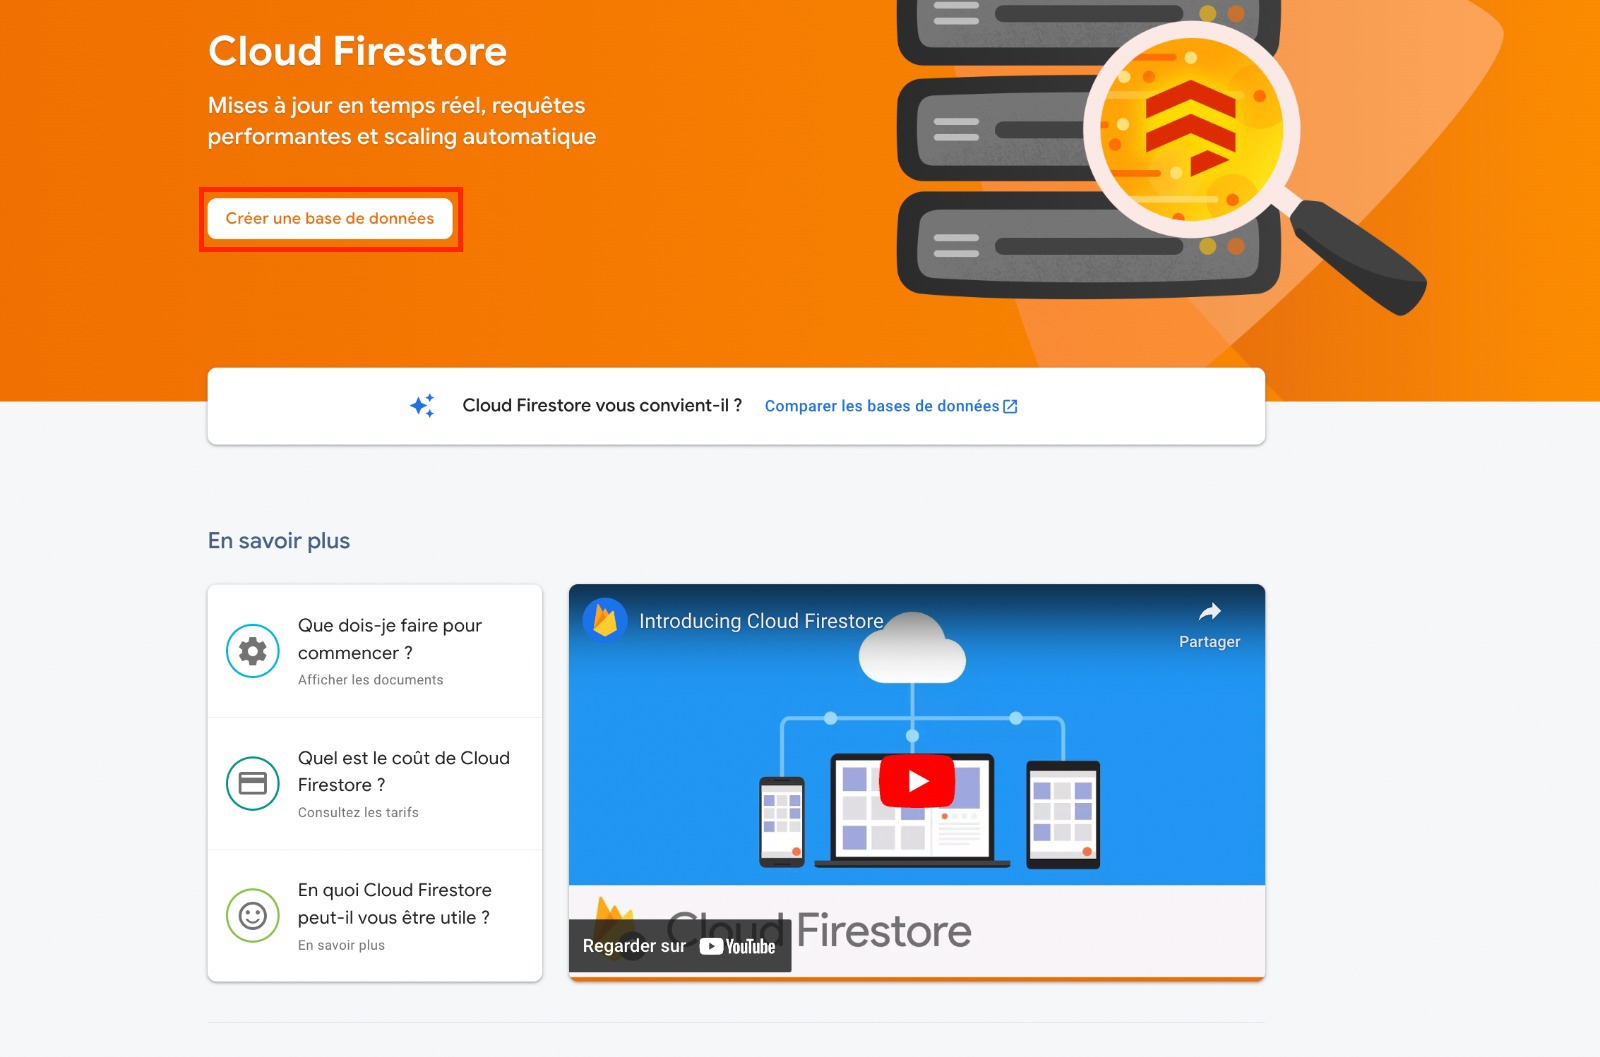 Cloud Firestore
Mises à jour en temps réel, requêtes
performantes et scaling automatique
Créer une base de données
Cloud Firestore vous convient-il ? Comparer les bases de données
En savoir plus
Que dois-je faire pour
commencer ?
Afficher les documents
Quel est le coût de Cloud
Firestore ?
Consultez les tarifs
En quoi Cloud Firestore
peut-il vous être utile ?
En savoir plus
Introducing Cloud Firestore
Partager
Cloud Firestore
Regarder sur YouTube